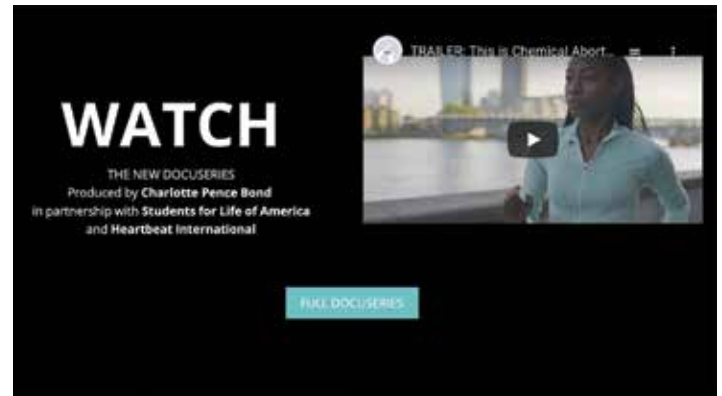 TRAILER: This is Chemical Abort...
WATCH
THE NEW DOCUSERIES
Produced by Charlotte Pence Bond
in partnership with Students for Life of America
and Heartbeat International
FULL DOCUSERIES